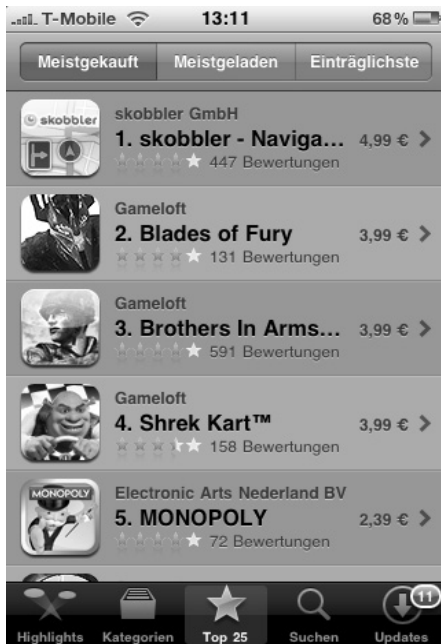 T-Mobile 13:11 68 %
Meistgekauft Meistgeladen Einträglichste
skobbler
skobbler GmbH
1. skobbler - Naviga... 4,99 €
447 Bewertungen
Gameloft
2. Blades of Fury 3,99 €
131 Bewertungen
Gameloft
3. Brothers In Arms... 3,99 €
591 Bewertungen
Gameloft
4. Shrek Kart™ 3,99 €
158 Bewertungen
MONOPOLY
Electronic Arts Nederland BV
5. MONOPOLY 2,39 €
72 Bewertungen
11
Highlights Kategorien Top 25 Suchen Updates